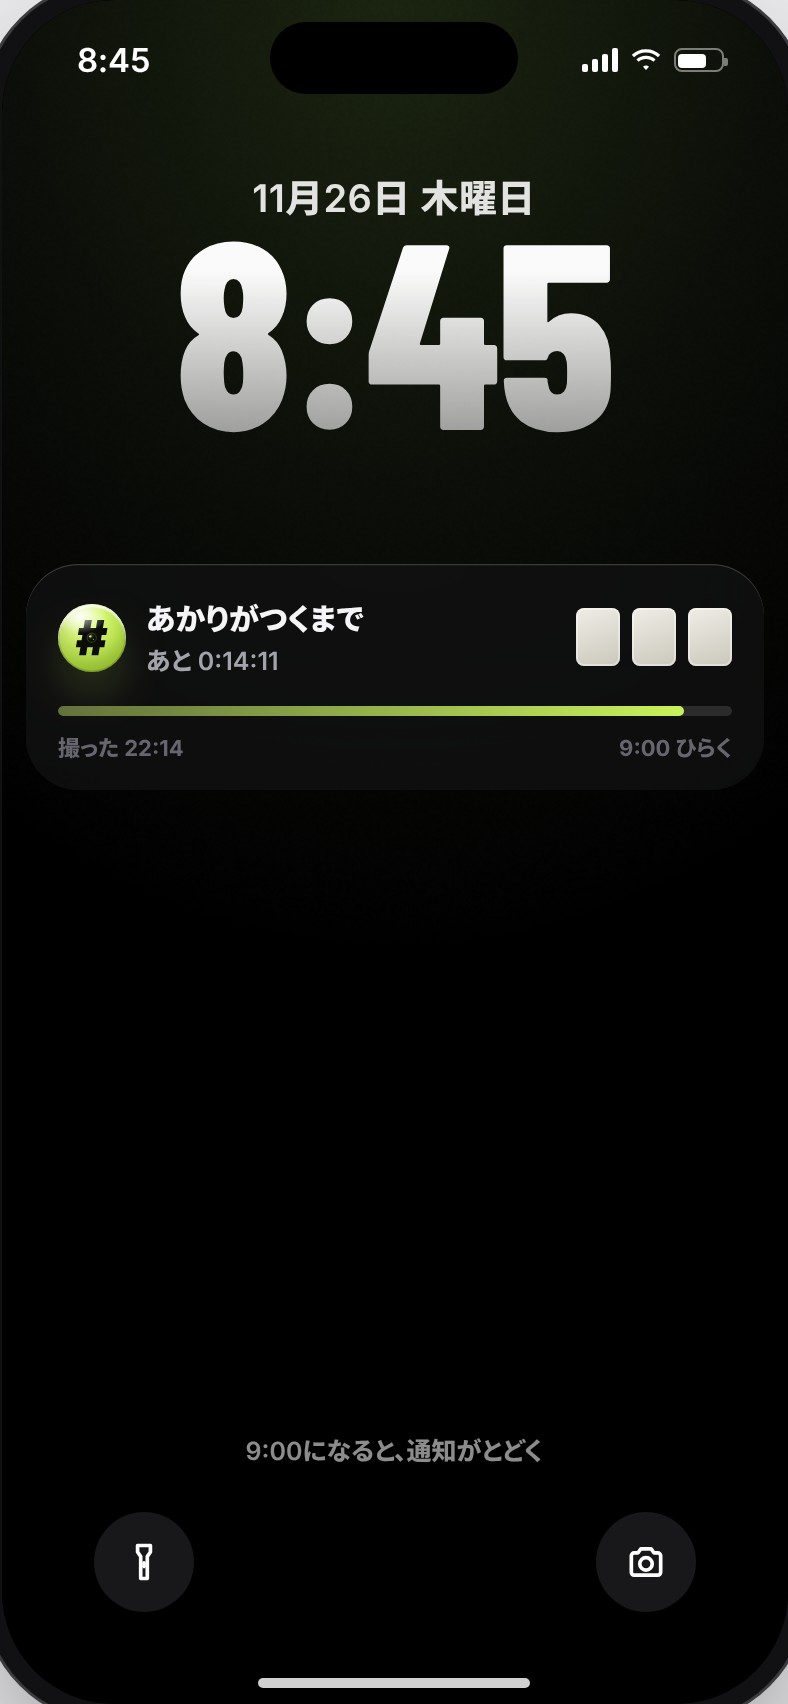 8:45
11月26日 木曜日
8:45
#
あかりがつくまで
あと 0:14:11
撮った 22:14
9:00 ひらく
9:00になると、通知がとどく